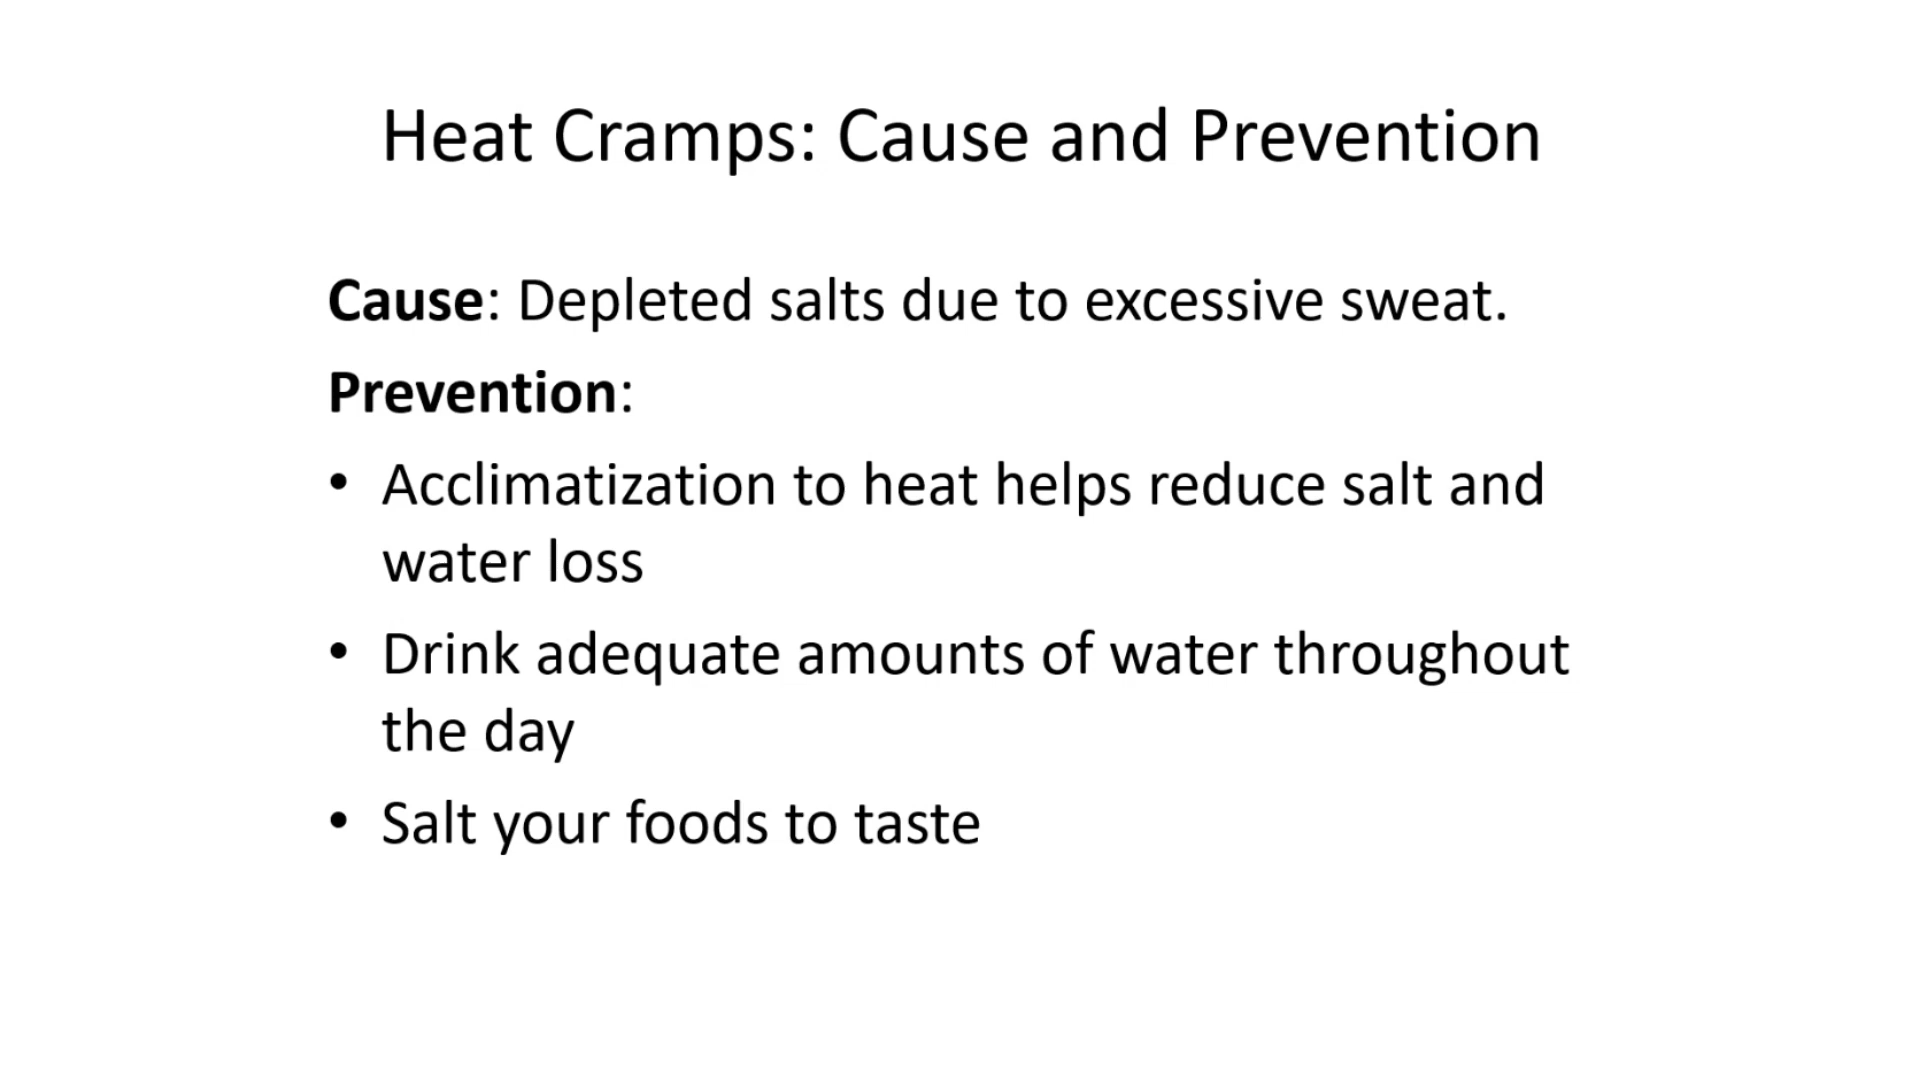 Heat Cramps: Cause and Prevention
Cause: Depleted salts due to excessive sweat.
Prevention:
• Acclimatization to heat helps reduce salt and
water loss
• Drink adequate amounts of water throughout
the day
• Salt your foods to taste